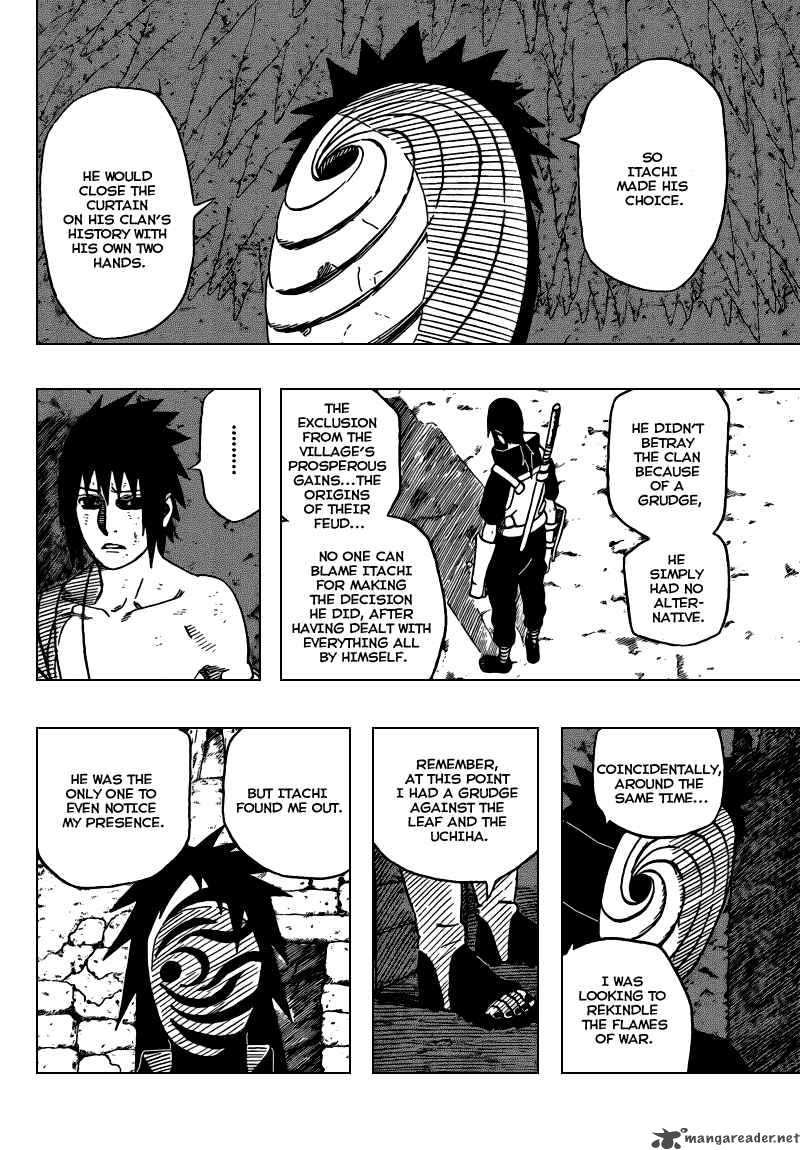 SO
ITACHI
MADE HIS
CHOICE.
HE WOULD
CLOSE THE
CURTAIN
ON HIS CLAN'S
HISTORY WITH
HIS OWN TWO
HANDS.
HE DIDN'T
BETRAY
THE CLAN
BECAUSE
OF A
GRUDGE,
HE
SIMPLY
HAD NO
ALTER-
NATIVE.
THE
EXCLUSION
FROM THE
VILLAGE'S
PROSPEROUS
GAINS...THE
ORIGINS
OF THEIR
FEUD...
NO ONE CAN
BLAME ITACHI
FOR MAKING
THE DECISION
HE DID, AFTER
HAVING DEALT WITH
EVERYTHING ALL
BY HIMSELF.
.........
COINCIDENTALLY,
AROUND THE
SAME TIME...
I WAS
LOOKING TO
REKINDLE
THE FLAMES
OF WAR.
REMEMBER,
AT THIS POINT
I HAD A GRUDGE
AGAINST THE
LEAF AND THE
UCHIHA.
BUT ITACHI
FOUND ME OUT.
HE WAS THE
ONLY ONE TO
EVEN NOTICE
MY PRESENCE.
mangareader.net